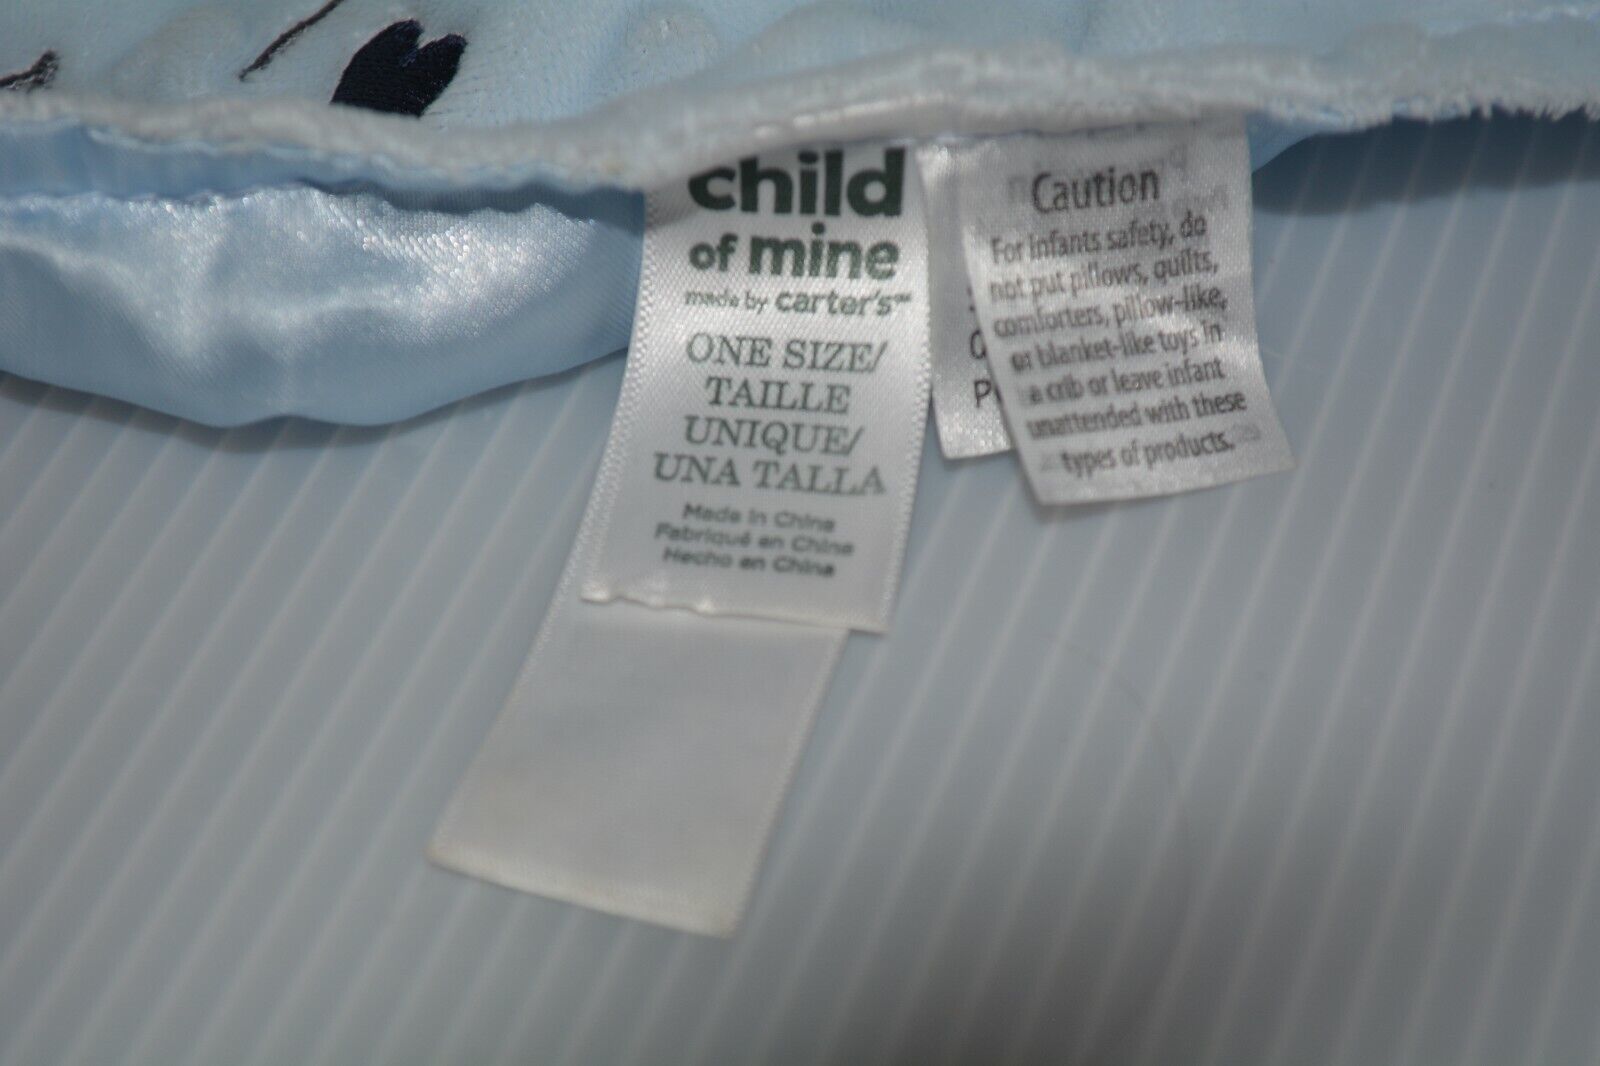 child
of mine
made by carter's℠
ONE SIZE/
TAILLE
UNIQUE/
UNA TALLA
Made in China
Fabriqué en China
Hecho en China
Caution
For infants safety, do
not put pillows, quilts,
comforters, pillow-like,
or blanket-like toys in
a crib or leave infant
unattended with these
types of products.